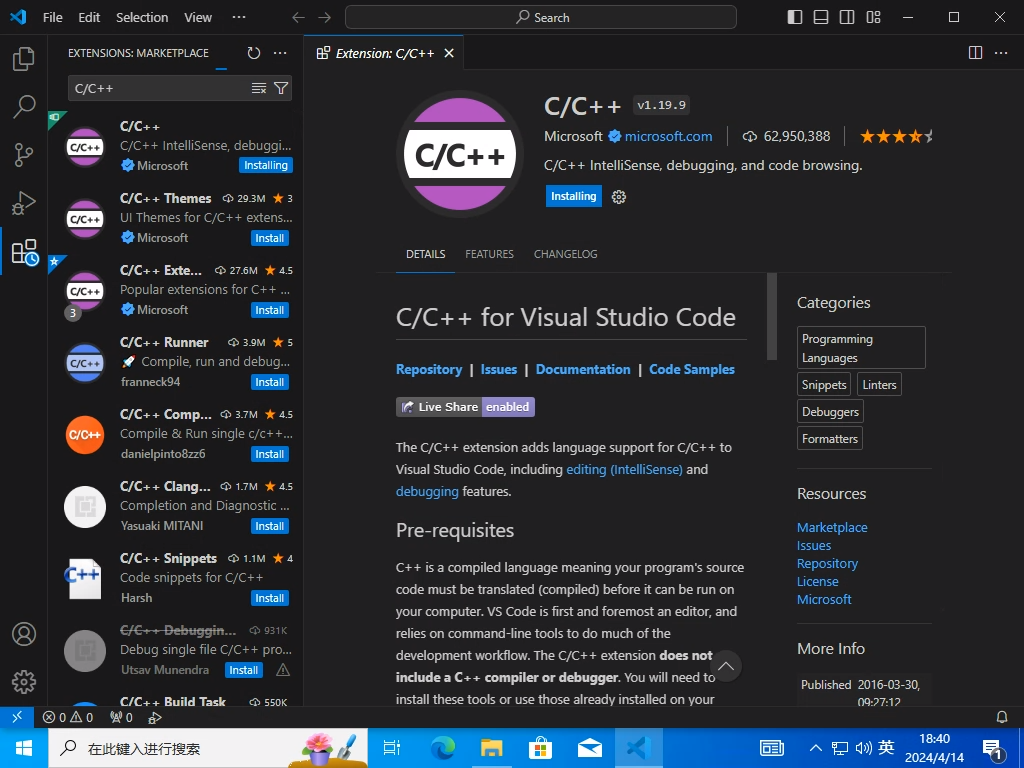 File Edit Selection View ··· Search
EXTENSIONS: MARKETPLACE
C/C++
C/C++
C/C++ IntelliSense, debuggi...
Microsoft Installing
C/C++
C/C++ Themes 29.3M 3
UI Themes for C/C++ extens...
Microsoft Install
C/C++
C/C++ Exte... 27.6M 4.5
Popular extensions for C++ ...
Microsoft Install
C/C++
3
C/C++ Runner 3.9M 5
Compile, run and debug...
franneck94 Install
C/C++
C/C++ Comp... 3.7M 4.5
Compile & Run single c/c++...
danielpinto8zz6 Install
C/C++
C/C++ Clang... 1.7M 4.5
Completion and Diagnostic ...
Yasuaki MITANI Install
C/C++ Snippets 1.1M 4
Code snippets for C/C++
Harsh Install
C++
C/C++ Debuggin... 931K
Debug single file C/C++ pro...
Utsav Munendra Install
C/C++ Build Task 550K
Extension: C/C++
C/C++
C/C++ v1.19.9
Microsoft microsoft.com 62,950,388
C/C++ IntelliSense, debugging, and code browsing.
Installing
DETAILS FEATURES CHANGELOG
C/C++ for Visual Studio Code
Repository | Issues | Documentation | Code Samples
Live Share enabled
The C/C++ extension adds language support for C/C++ to
Visual Studio Code, including editing (IntelliSense) and
debugging features.
Pre-requisites
C++ is a compiled language meaning your program's source
code must be translated (compiled) before it can be run on
your computer. VS Code is first and foremost an editor, and
relies on command-line tools to do much of the
development workflow. The C/C++ extension does not
include a C++ compiler or debugger. You will need to
install these tools or use those already installed on your
Categories
Programming
Languages
Snippets Linters
Debuggers
Formatters
Resources
Marketplace
Issues
Repository
License
Microsoft
More Info
Published 2016-03-30,
09:27:12
0 0 0
在此键入进行搜索
英
18:40
2024/4/14
1